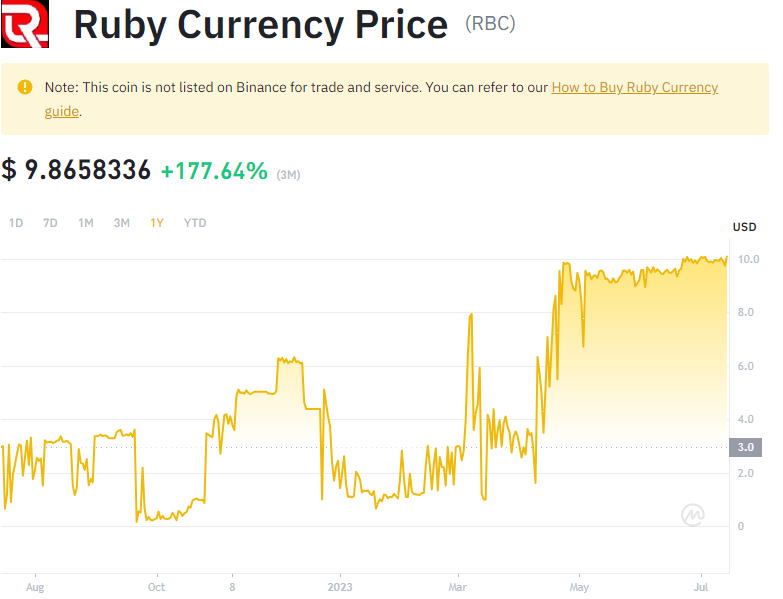 Ruby Currency Price (RBC)
Note: This coin is not listed on Binance for trade and service. You can refer to our How to Buy Ruby Currency
guide.
$ 9.8658336 +177.64% (3M)
1D 7D 1M 3M 1Y YTD
USD
10.0
8.0
6.0
4.0
3.0
2.0
0
Aug Oct 8 2023 Mar May Jul